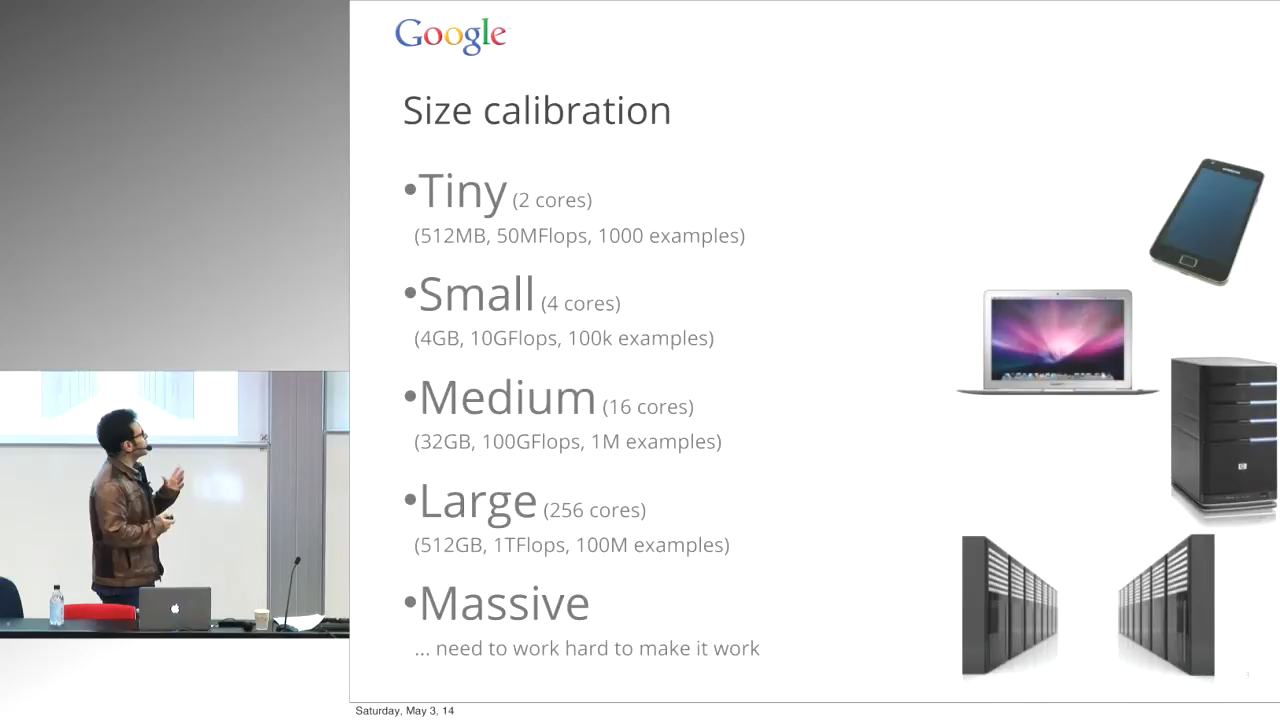 Google
Size calibration
•Tiny (2 cores)
(512MB, 50MFlops, 1000 examples)
•Small (4 cores)
(4GB, 10GFlops, 100k examples)
•Medium (16 cores)
(32GB, 100GFlops, 1M examples)
•Large (256 cores)
(512GB, 1TFlops, 100M examples)
•Massive
... need to work hard to make it work
3
Saturday, May 3, 14